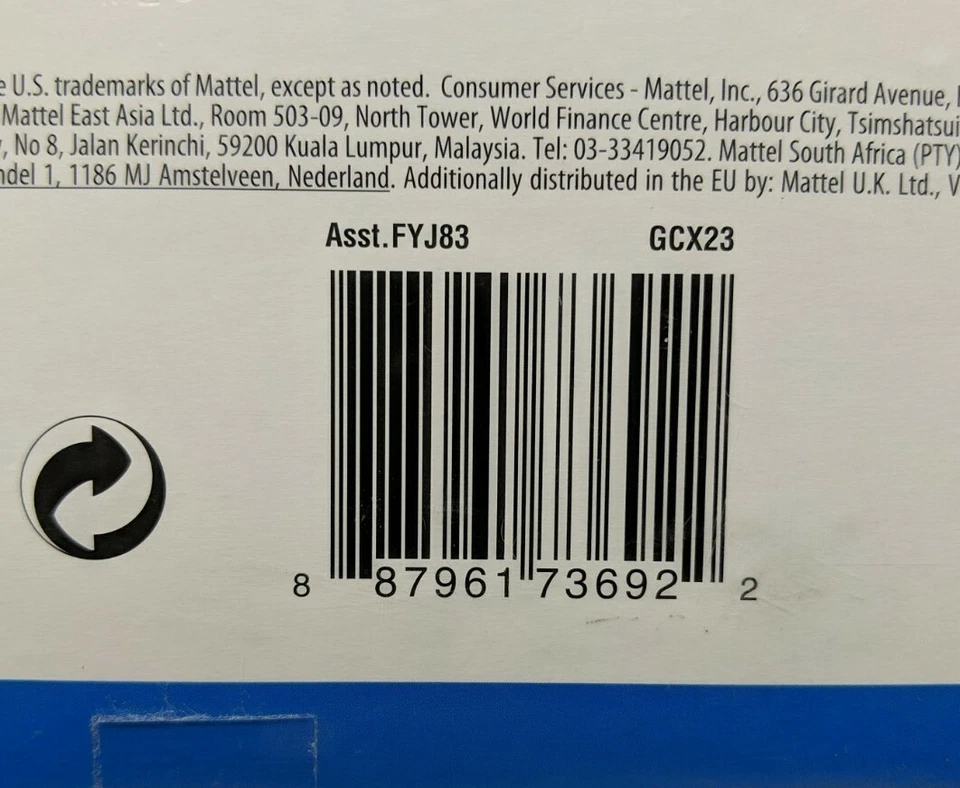 e U.S. trademarks of Mattel, except as noted. Consumer Services - Mattel, Inc., 636 Girard Avenue,
Mattel East Asia Ltd., Room 503-09, North Tower, World Finance Centre, Harbour City, Tsimshatsui
, No 8, Jalan Kerinchi, 59200 Kuala Lumpur, Malaysia. Tel: 03-33419052. Mattel South Africa (PTY)
ndel 1, 1186 MJ Amstelveen, Nederland. Additionally distributed in the EU by: Mattel U.K. Ltd., V
Asst.FYJ83 GCX23
8 87961 73692 2